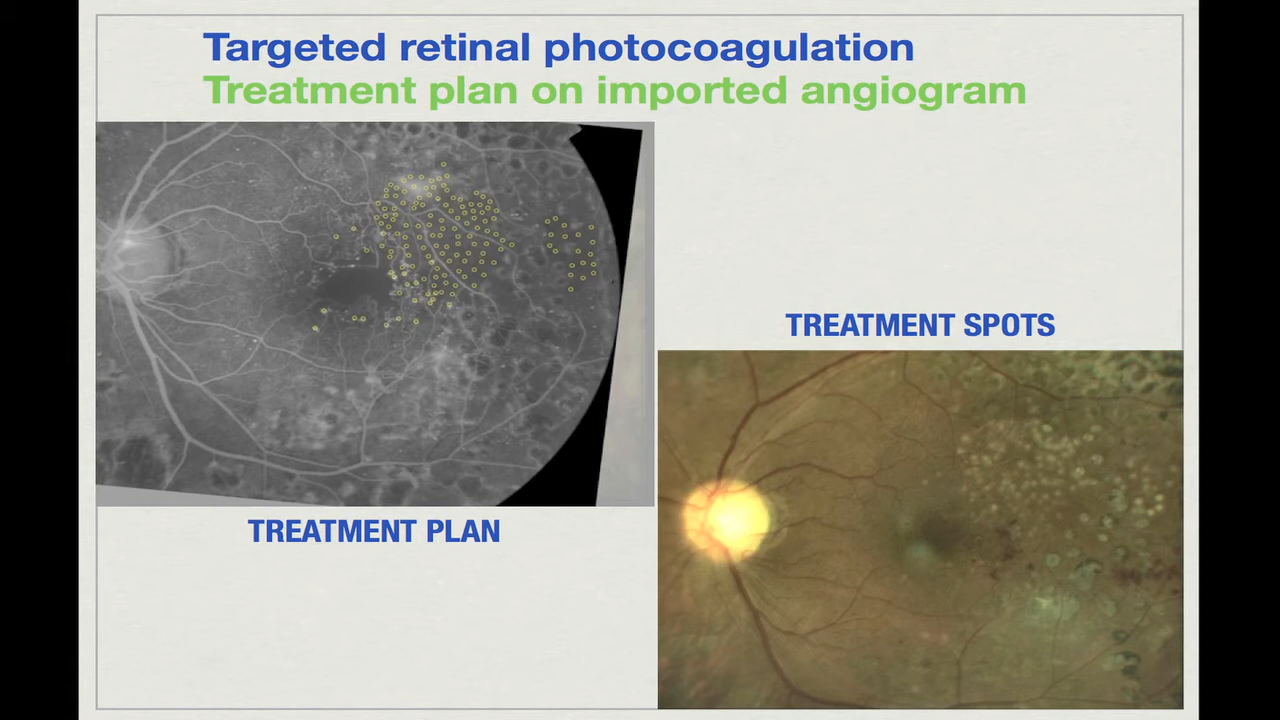 Targeted retinal photocoagulation
Treatment plan on imported angiogram
TREATMENT SPOTS
TREATMENT PLAN